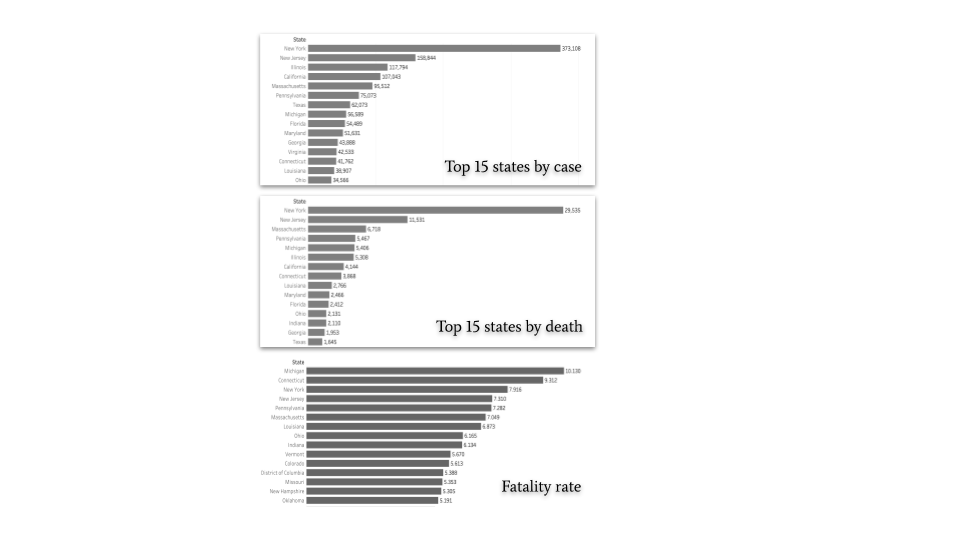 State
New York 373,108
New Jersey 158,844
Illinois 117,794
California 107,043
Massachusetts 95,512
Pennsylvania 75,073
Texas 62,073
Michigan 56,589
Florida 54,489
Maryland 51,631
Georgia 43,888
Virginia 42,533
Connecticut 41,762
Louisiana 38,907
Ohio 34,566
Top 15 states by case
State
New York 29,535
New Jersey 11,531
Massachusetts 6,718
Pennsylvania 5,467
Michigan 5,406
Illinois 5,308
California 4,144
Connecticut 3,868
Louisiana 2,766
Maryland 2,466
Florida 2,412
Ohio 2,131
Indiana 2,110
Georgia 1,953
Texas 1,645
Top 15 states by death
State
Michigan 10.130
Connecticut 9.312
New York 7.916
New Jersey 7.310
Pennsylvania 7.282
Massachusetts 7.049
Louisiana 6.873
Ohio 6.165
Indiana 6.134
Vermont 5.670
Colorado 5.613
District of Columbia 5.388
Missouri 5.353
New Hampshire 5.305
Oklahoma 5.191
Fatality rate